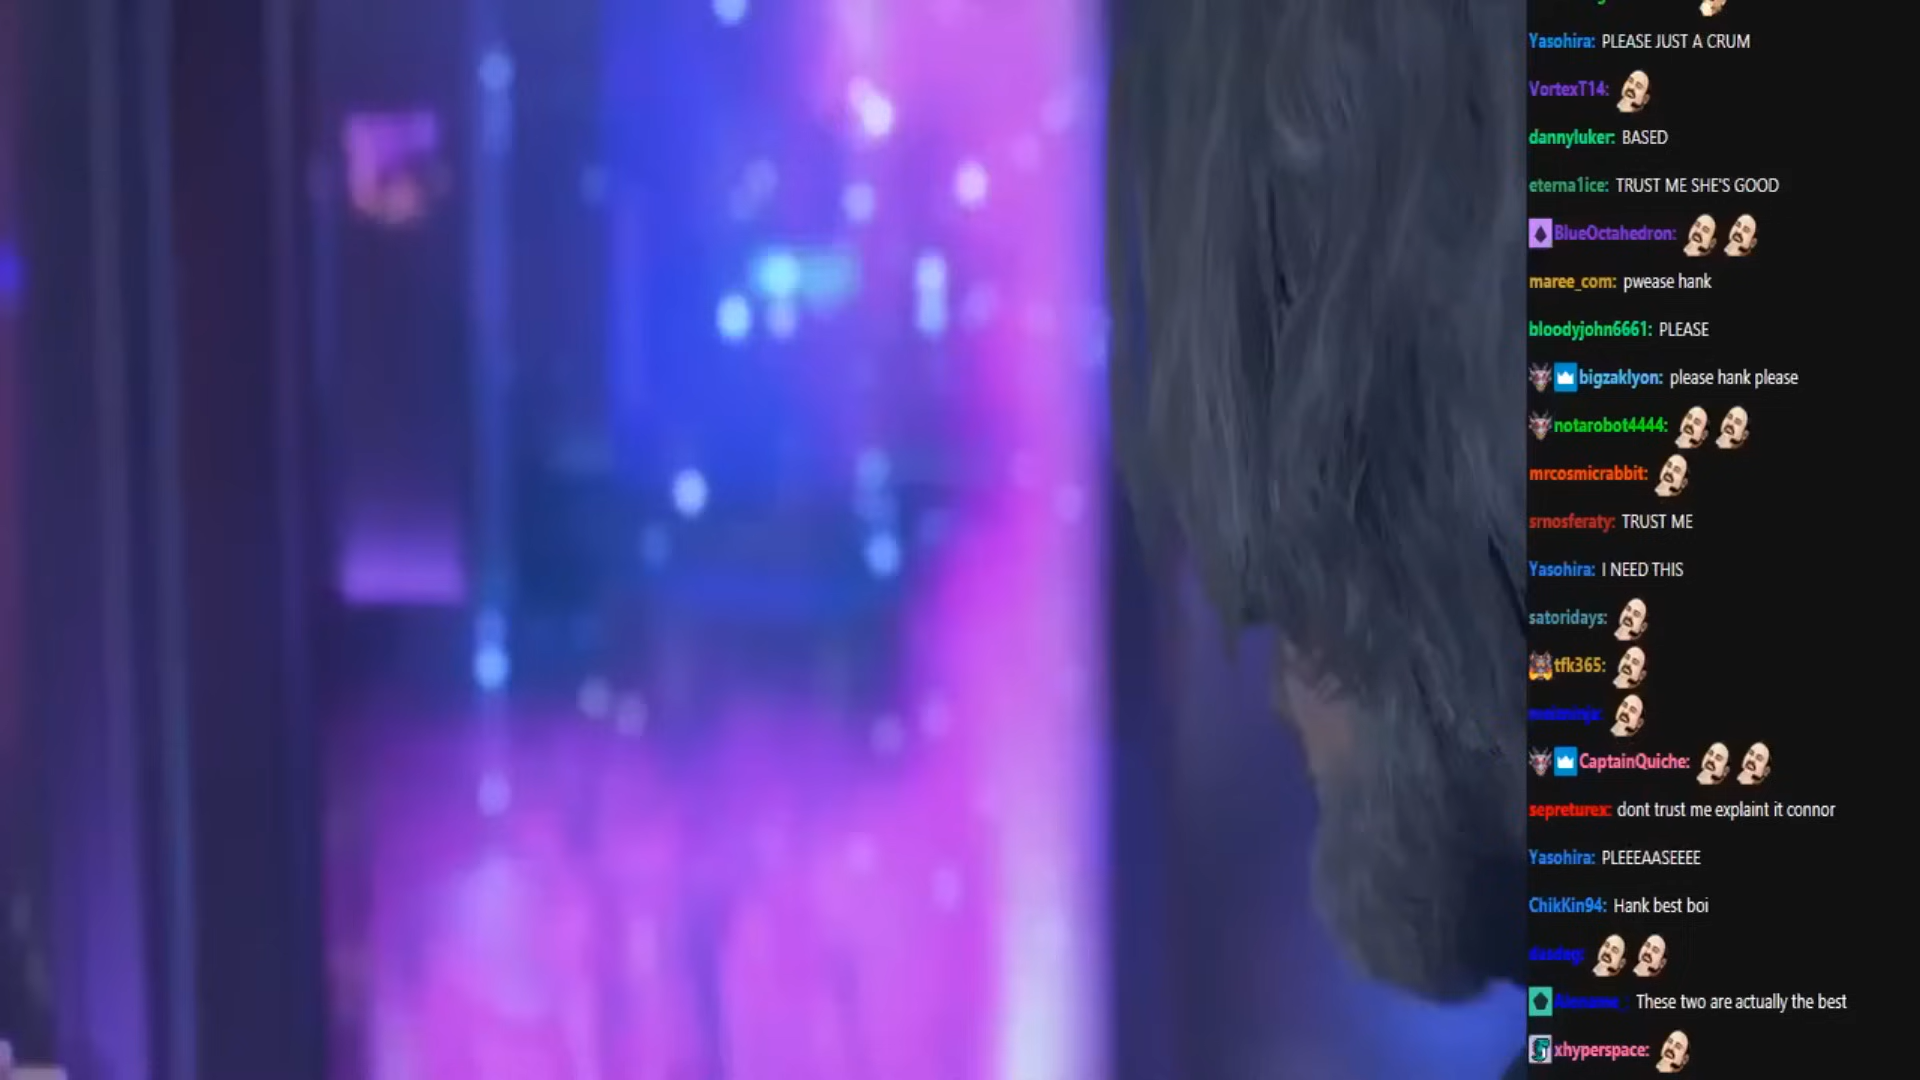 Yasohira: PLEASE JUST A CRUM
VortexT14:
dannyluker: BASED
eterna1ice: TRUST ME SHE'S GOOD
BlueOctahedron:
maree_com: pwease hank
bloodyjohn6661: PLEASE
bigzaklyon: please hank please
notarobot4444:
mrcosmicrabbit:
srnosferaty: TRUST ME
Yasohira: I NEED THIS
satoridays:
tfk365:
CaptainQuiche:
sepreturex: dont trust me explaint it connor
Yasohira: PLEEEAASEEEE
ChikKin94: Hank best boi
These two are actually the best
xhyperspace: